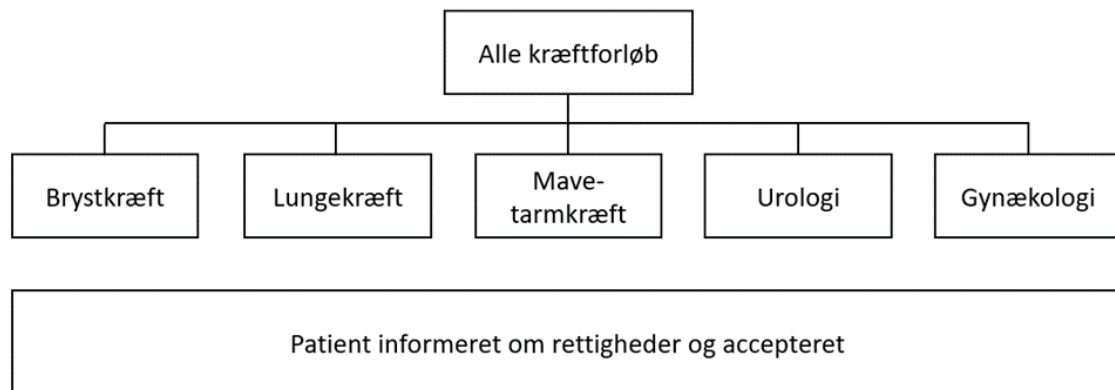 Alle kræftforløb
Brystkræft
Lungekræft
Mave-
tarmkræft
Urologi
Gynækologi
Patient informeret om rettigheder og accepteret